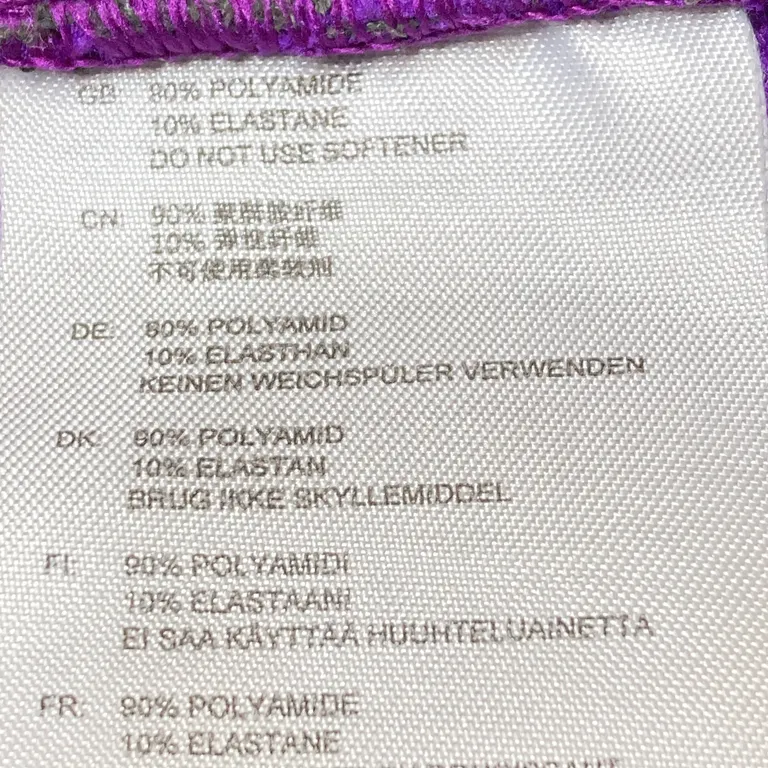 GB: 90% POLYAMIDE
10% ELASTANE
DO NOT USE SOFTENER
CN: 90% 聚酰胺纤维
10% 弹性纤维
不可使用柔软剂
DE: 90% POLYAMID
10% ELASTHAN
KEINEN WEICHSPÜLER VERWENDEN
DK: 90% POLYAMID
10% ELASTAN
BRUG IKKE SKYLLEMIDDEL
FI: 90% POLYAMIDI
10% ELASTAANI
EI SAA KÄYTTÄÄ HUUHTELUAINETTA
FR: 90% POLYAMIDE
10% ELASTANE